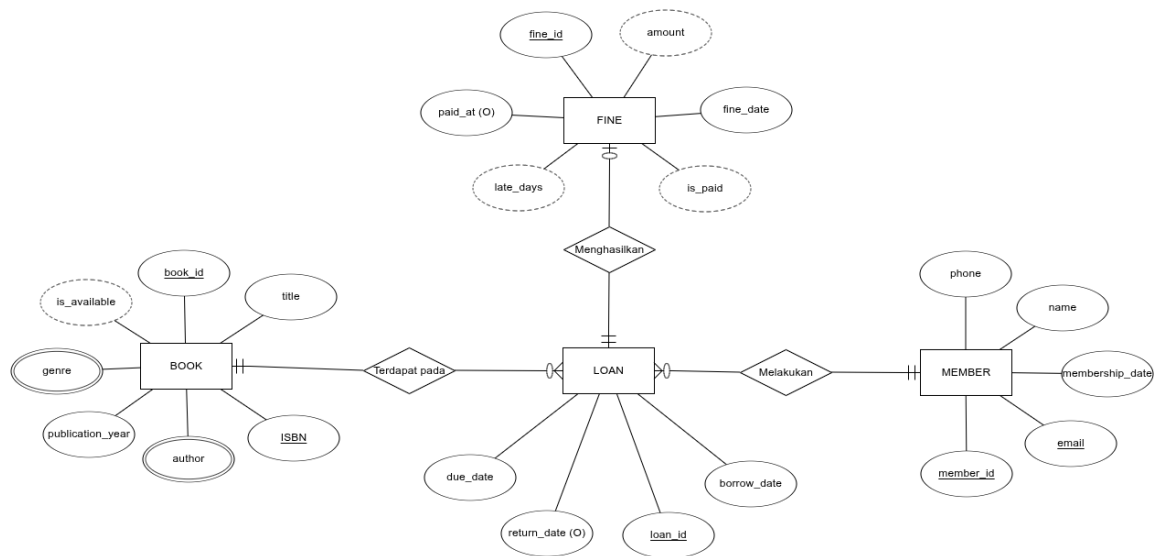 fine_id
amount
paid_at (O)
FINE
fine_date
late_days
is_paid
Menghasilkan
book_id
is_available
title
genre
BOOK
publication_year
author
ISBN
Terdapat pada
LOAN
due_date
return_date (O)
loan_id
borrow_date
Melakukan
phone
name
MEMBER
membership_date
member_id
email